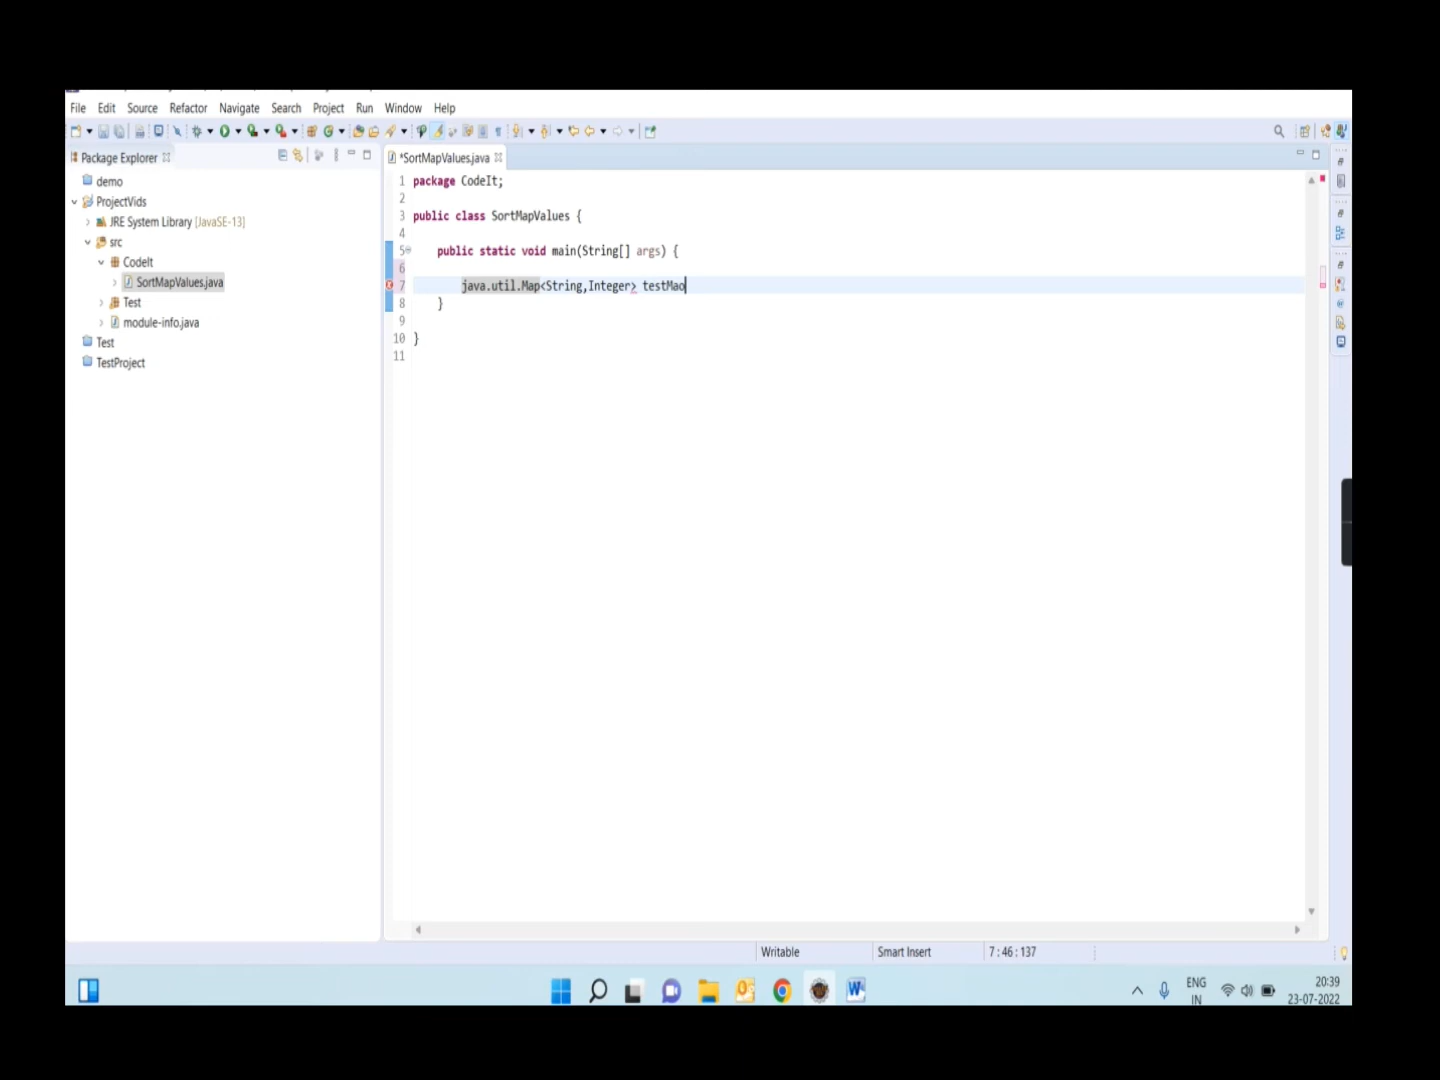 File Edit Source Refactor Navigate Search Project Run Window Help
Package Explorer
demo
ProjectVids
JRE System Library [JavaSE-13]
src
CodeIt
SortMapValues.java
Test
module-info.java
Test
TestProject
*SortMapValues.java
1 package CodeIt;
2
3 public class SortMapValues {
4
5 public static void main(String[] args) {
6
7 java.util.Map<String,Integer> testMao
8 }
9
10 }
11
Writable Smart Insert 7 : 46 : 137
ENG
IN
20:39
23-07-2022